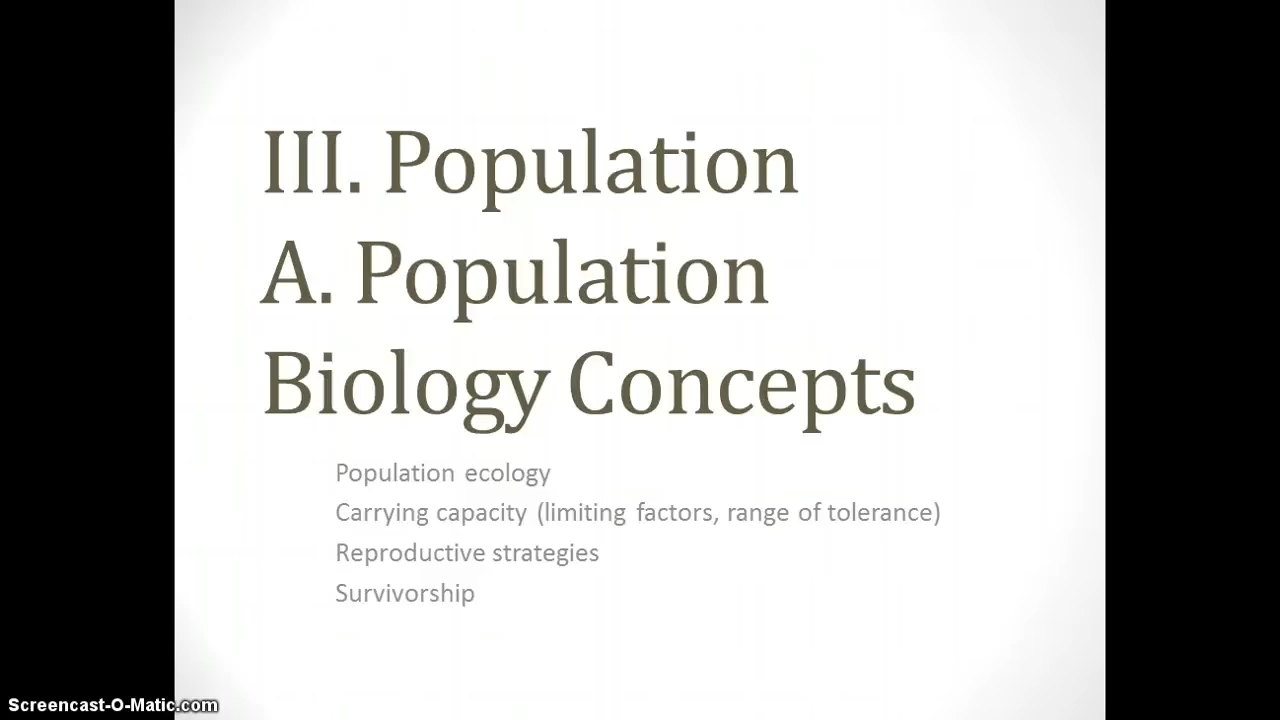 III. Population
A. Population
Biology Concepts
Population ecology
Carrying capacity (limiting factors, range of tolerance)
Reproductive strategies
Survivorship
Screencast-O-Matic.com